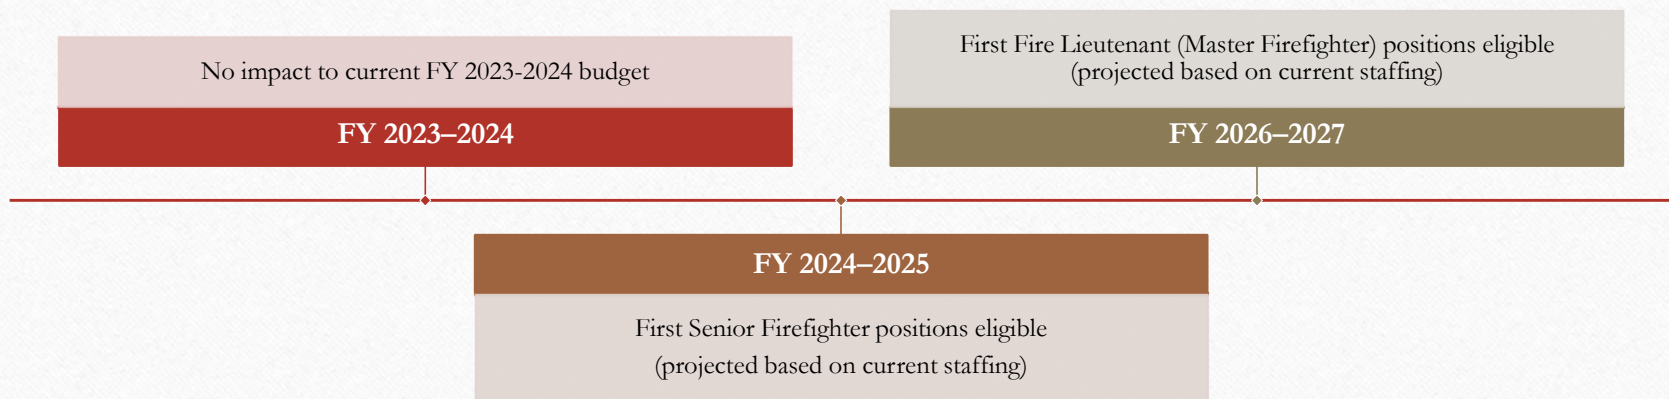 No impact to current FY 2023-2024 budget
FY 2023–2024
First Fire Lieutenant (Master Firefighter) positions eligible
(projected based on current staffing)
FY 2026–2027
FY 2024–2025
First Senior Firefighter positions eligible
(projected based on current staffing)